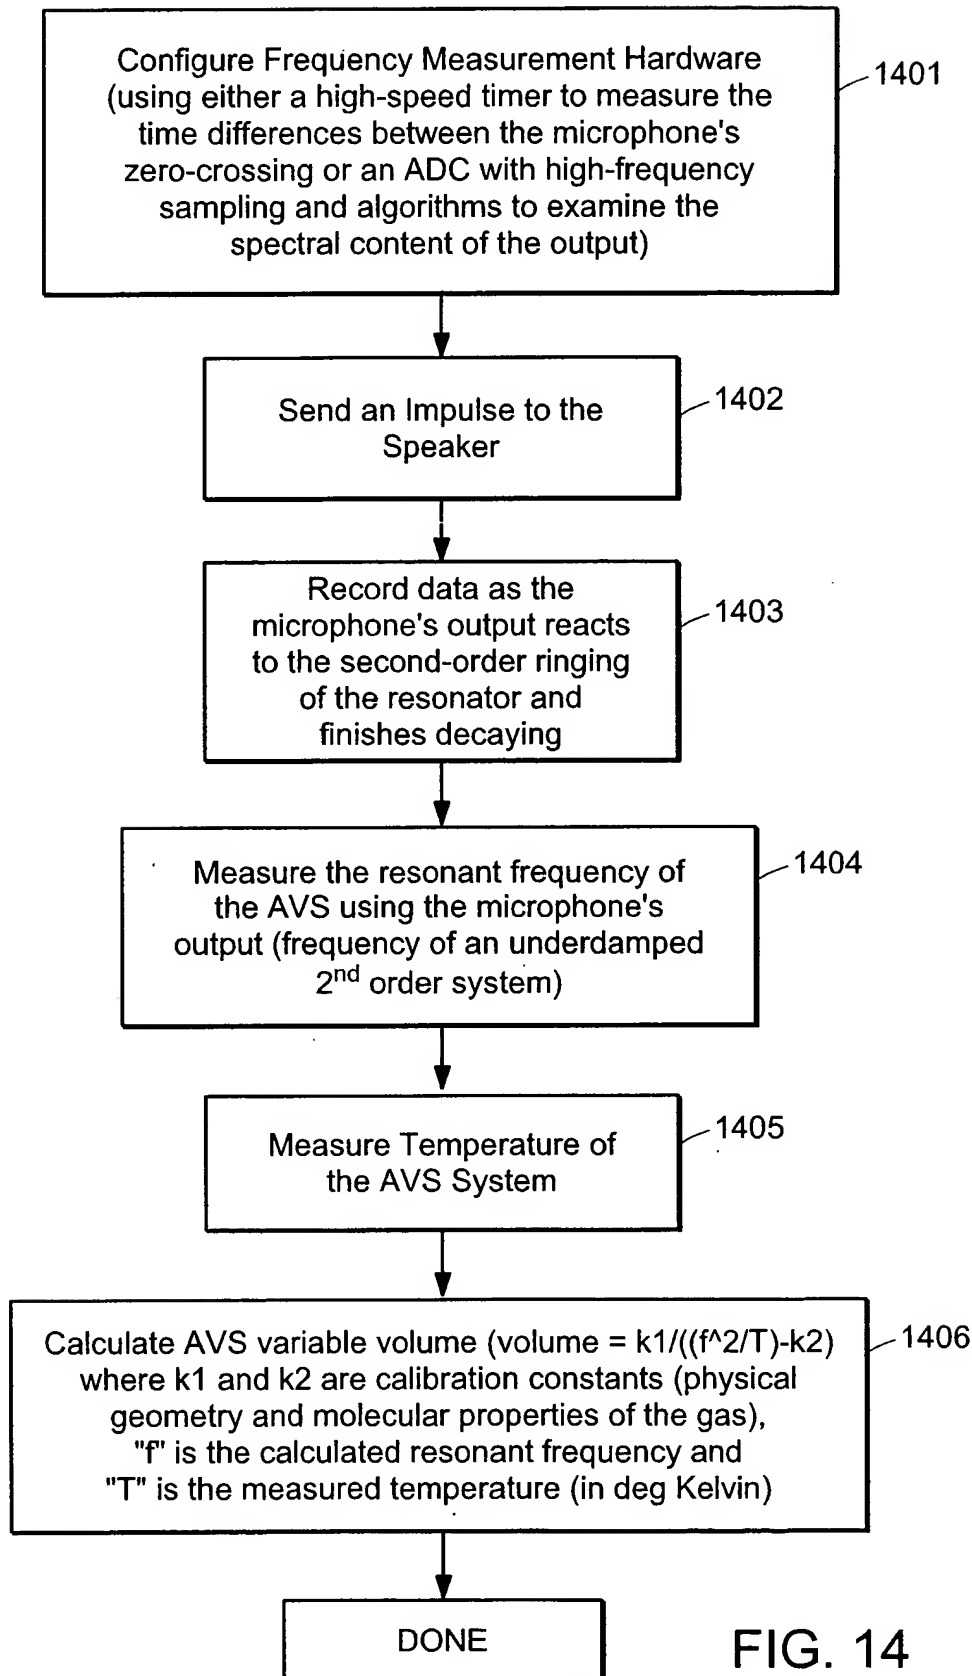 Configure Frequency Measurement Hardware
(using either a high-speed timer to measure the
time differences between the microphone's
zero-crossing or an ADC with high-frequency
sampling and algorithms to examine the
spectral content of the output)
1401
Send an Impulse to the
Speaker
1402
Record data as the
microphone's output reacts
to the second-order ringing
of the resonator and
finishes decaying
1403
Measure the resonant frequency of
the AVS using the microphone's
output (frequency of an underdamped
2nd order system)
1404
Measure Temperature of
the AVS System
1405
Calculate AVS variable volume (volume = k1/((f^2/T)-k2)
where k1 and k2 are calibration constants (physical
geometry and molecular properties of the gas),
"f" is the calculated resonant frequency and
"T" is the measured temperature (in deg Kelvin)
1406
DONE
FIG. 14